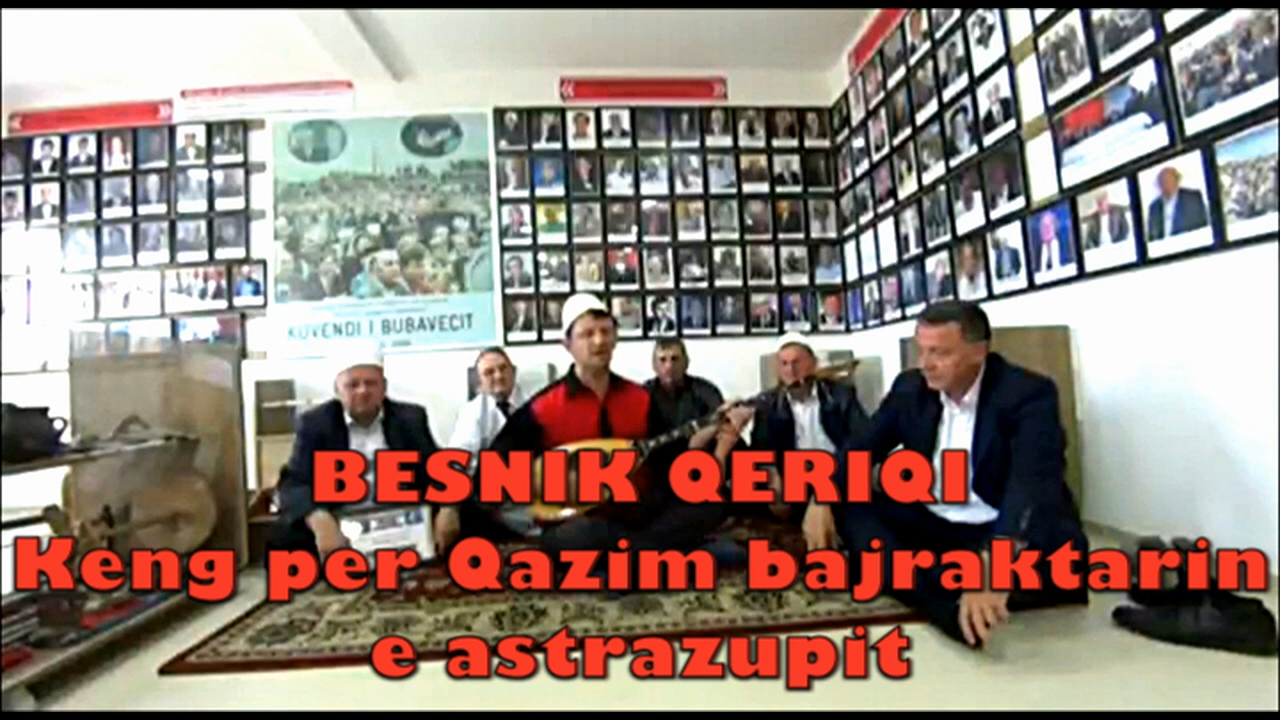 KUVENDI I BUBAVECIT
BESNIK QERIQI
Keng per Qazim bajraktarin
e astrazupit